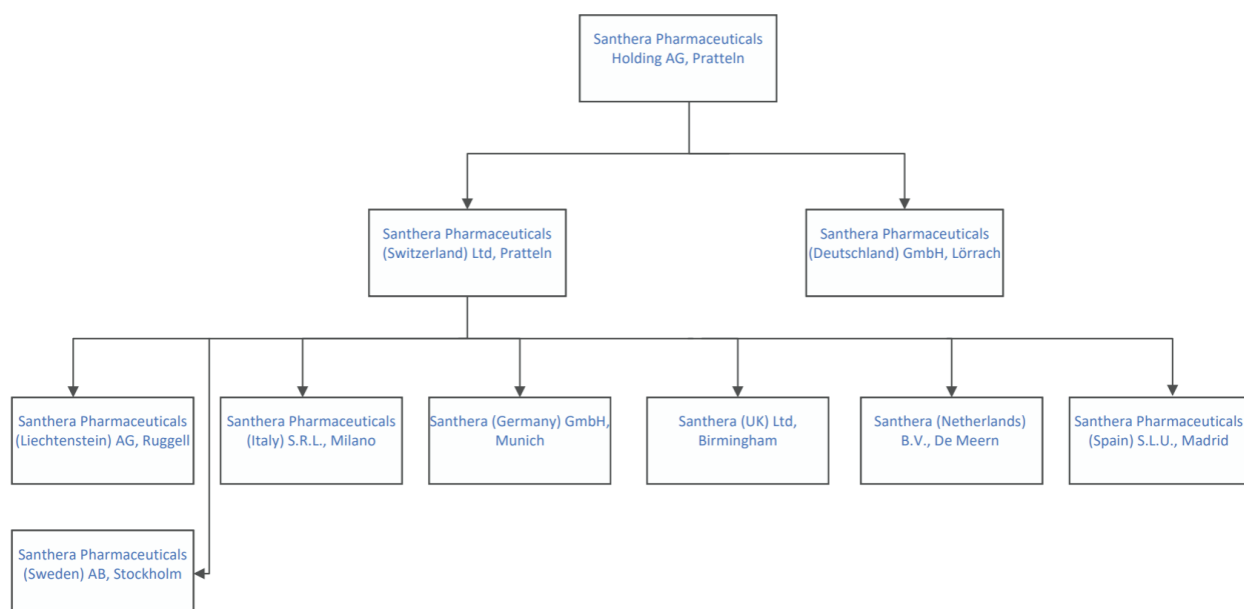 Santhera Pharmaceuticals
Holding AG, Pratteln
Santhera Pharmaceuticals
(Switzerland) Ltd, Pratteln
Santhera Pharmaceuticals
(Deutschland) GmbH, Lörrach
Santhera Pharmaceuticals
(Liechtenstein) AG, Ruggell
Santhera Pharmaceuticals
(Italy) S.R.L., Milano
Santhera (Germany) GmbH,
Munich
Santhera (UK) Ltd,
Birmingham
Santhera (Netherlands)
B.V., De Meern
Santhera Pharmaceuticals
(Spain) S.L.U., Madrid
Santhera Pharmaceuticals
(Sweden) AB, Stockholm